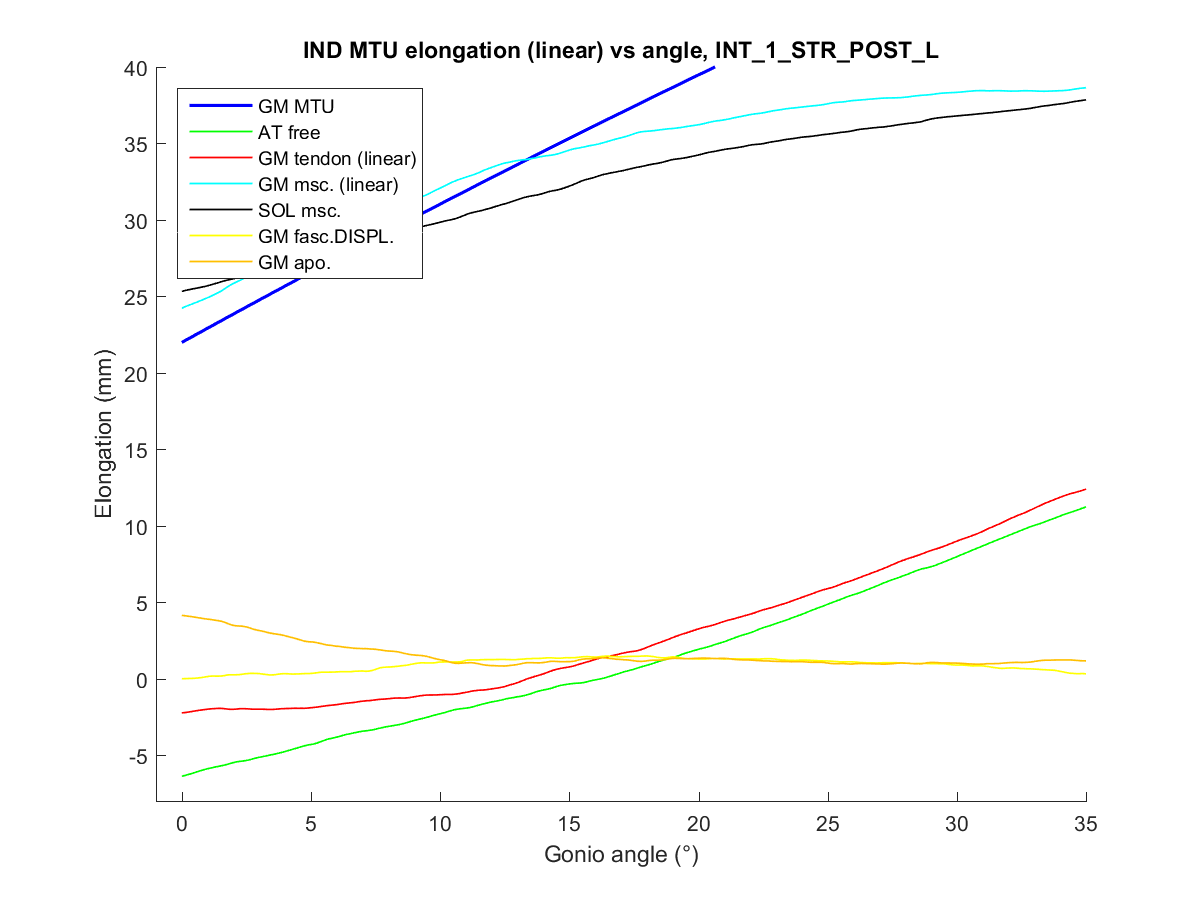 IND MTU elongation (linear) vs angle, INT_1_STR_POST_L
GM MTU
AT free
GM tendon (linear)
GM msc. (linear)
SOL msc.
GM fasc.DISPL.
GM apo.
40
35
30
25
20
15
10
5
0
-5
Elongation (mm)
0 5 10 15 20 25 30 35
Gonio angle (°)